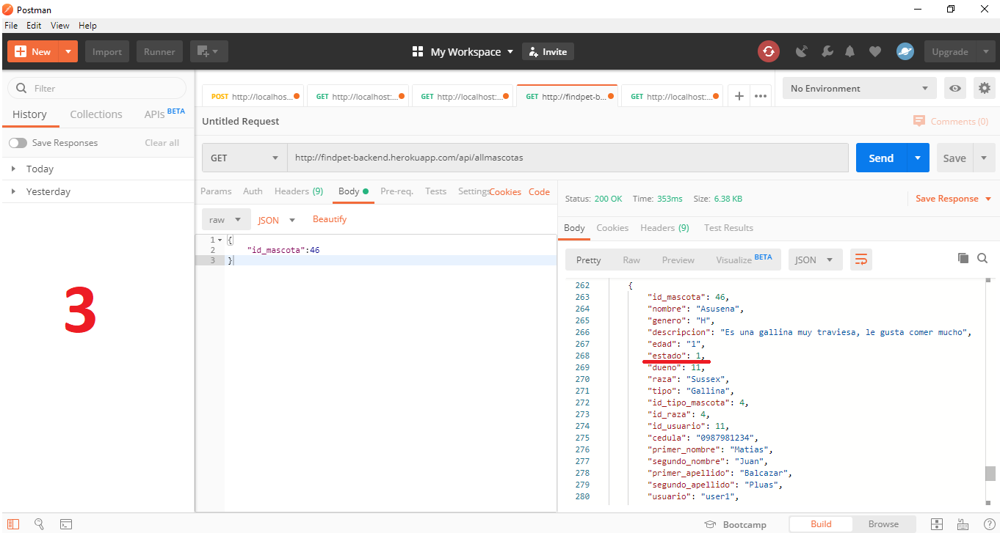 Postman
File Edit View Help
New Import Runner My Workspace Invite Upgrade
Filter
History Collections APIs BETA
Save Responses Clear all
Today
Yesterday
3
POST http://localhos... GET http://localhost:... GET http://localhost:... GET http://findpet-b... GET http://localhost:... + ••• No Environment
Untitled Request Comments (0)
GET http://findpet-backend.herokuapp.com/api/allmascotas Send Save
Params Auth Headers (9) Body Pre-req. Tests Settings Cookies Code
raw JSON Beautify
1 {
2 "id_mascota":46
3 }
Status: 200 OK Time: 353ms Size: 6.38 KB Save Response
Body Cookies Headers (9) Test Results
Pretty Raw Preview Visualize BETA JSON
262 {
263 "id_mascota": 46,
264 "nombre": "Asusena",
265 "genero": "H",
266 "descripcion": "Es una gallina muy traviesa, le gusta comer mucho",
267 "edad": "1",
268 "estado": 1,
269 "dueno": 11,
270 "raza": "Sussex",
271 "tipo": "Gallina",
272 "id_tipo_mascota": 4,
273 "id_raza": 4,
274 "id_usuario": 11,
275 "cedula": "0987981234",
276 "primer_nombre": "Matias",
277 "segundo_nombre": "Juan",
278 "primer_apellido": "Balcazar",
279 "segundo_apellido": "Pluas",
280 "usuario": "user1",
Bootcamp Build Browse